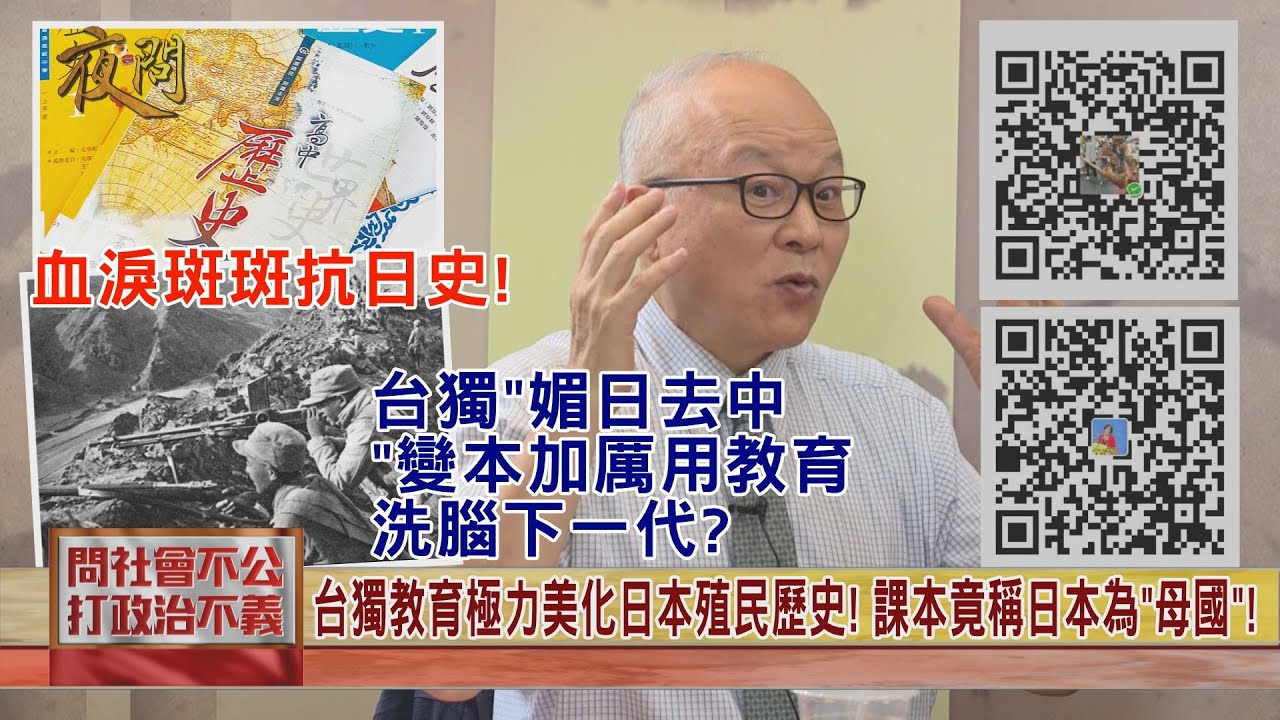 夜問
高中
歷史
世界
史
血淚斑斑抗日史!
台獨"媚日去中
"變本加厲用教育
洗腦下一代?
問社會不公
打政治不義
台獨教育極力美化日本殖民歷史! 課本竟稱日本為"母國"!